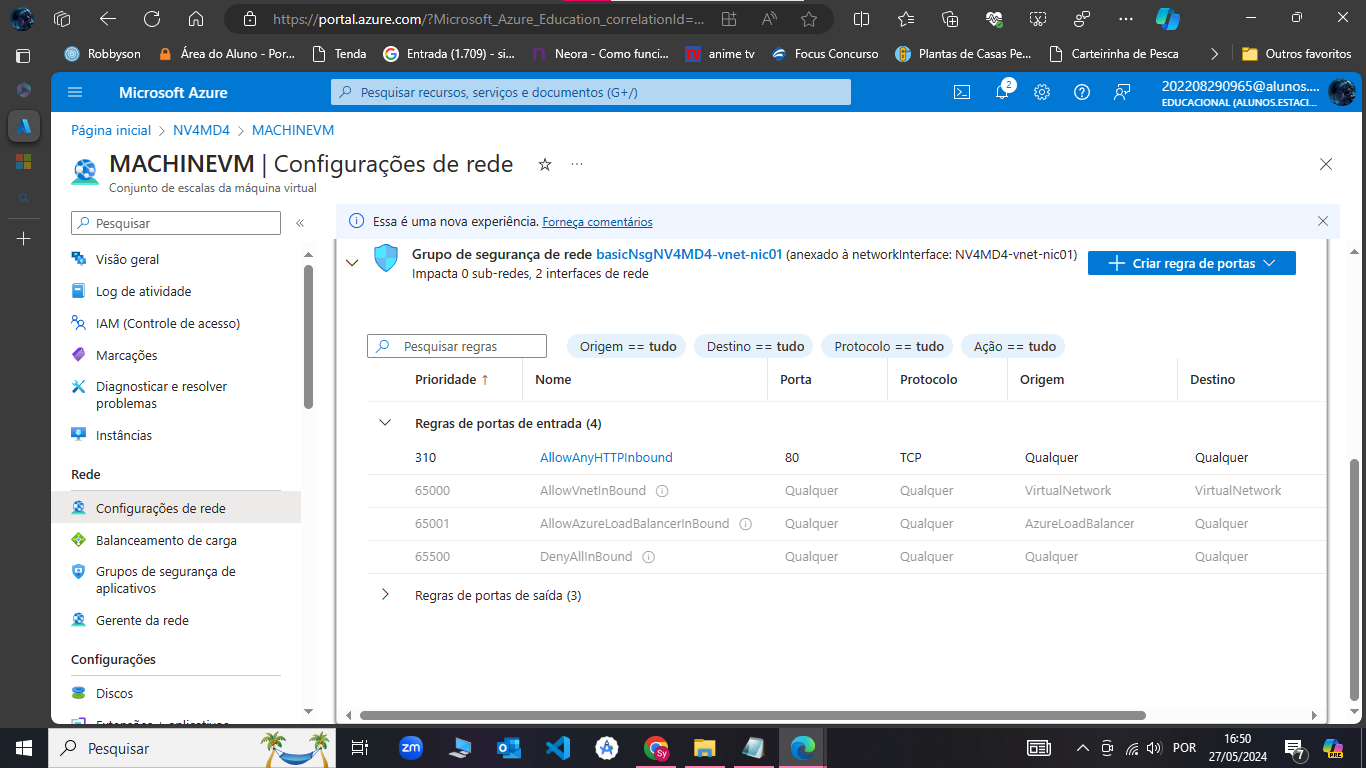 https://portal.azure.com/?Microsoft_Azure_Education_correlationId=...
Robbyson
Área do Aluno - Por...
Tenda
Entrada (1.709) - si...
Neora - Como funci...
anime tv
Focus Concurso
Plantas de Casas Pe...
Carteirinha de Pesca
Outros favoritos
Microsoft Azure
Pesquisar recursos, serviços e documentos (G+/)
2
202208290965@alunos....
EDUCACIONAL (ALUNOS.ESTACI...
Página inicial > NV4MD4 > MACHINEVM
MACHINEVM | Configurações de rede
Conjunto de escalas da máquina virtual
Pesquisar
Visão geral
Log de atividade
IAM (Controle de acesso)
Marcações
Diagnosticar e resolver
problemas
Instâncias
Rede
Configurações de rede
Balanceamento de carga
Grupos de segurança de
aplicativos
Gerente da rede
Configurações
Discos
Extensões + aplicativos
Essa é uma nova experiência. Forneça comentários
Grupo de segurança de rede basicNsgNV4MD4-vnet-nic01 (anexado à networkInterface: NV4MD4-vnet-nic01)
Impacta 0 sub-redes, 2 interfaces de rede
Criar regra de portas
Pesquisar regras
Origem == tudo
Destino == tudo
Protocolo == tudo
Ação == tudo
Prioridade ↑ Nome Porta Protocolo Origem Destino
Regras de portas de entrada (4)
310 AllowAnyHTTPInbound 80 TCP Qualquer Qualquer
65000 AllowVnetInBound Qualquer Qualquer VirtualNetwork VirtualNetwork
65001 AllowAzureLoadBalancerInBound Qualquer Qualquer AzureLoadBalancer Qualquer
65500 DenyAllInBound Qualquer Qualquer Qualquer Qualquer
Regras de portas de saída (3)
Pesquisar
zm
Sy
POR
16:50
27/05/2024
7
PRE